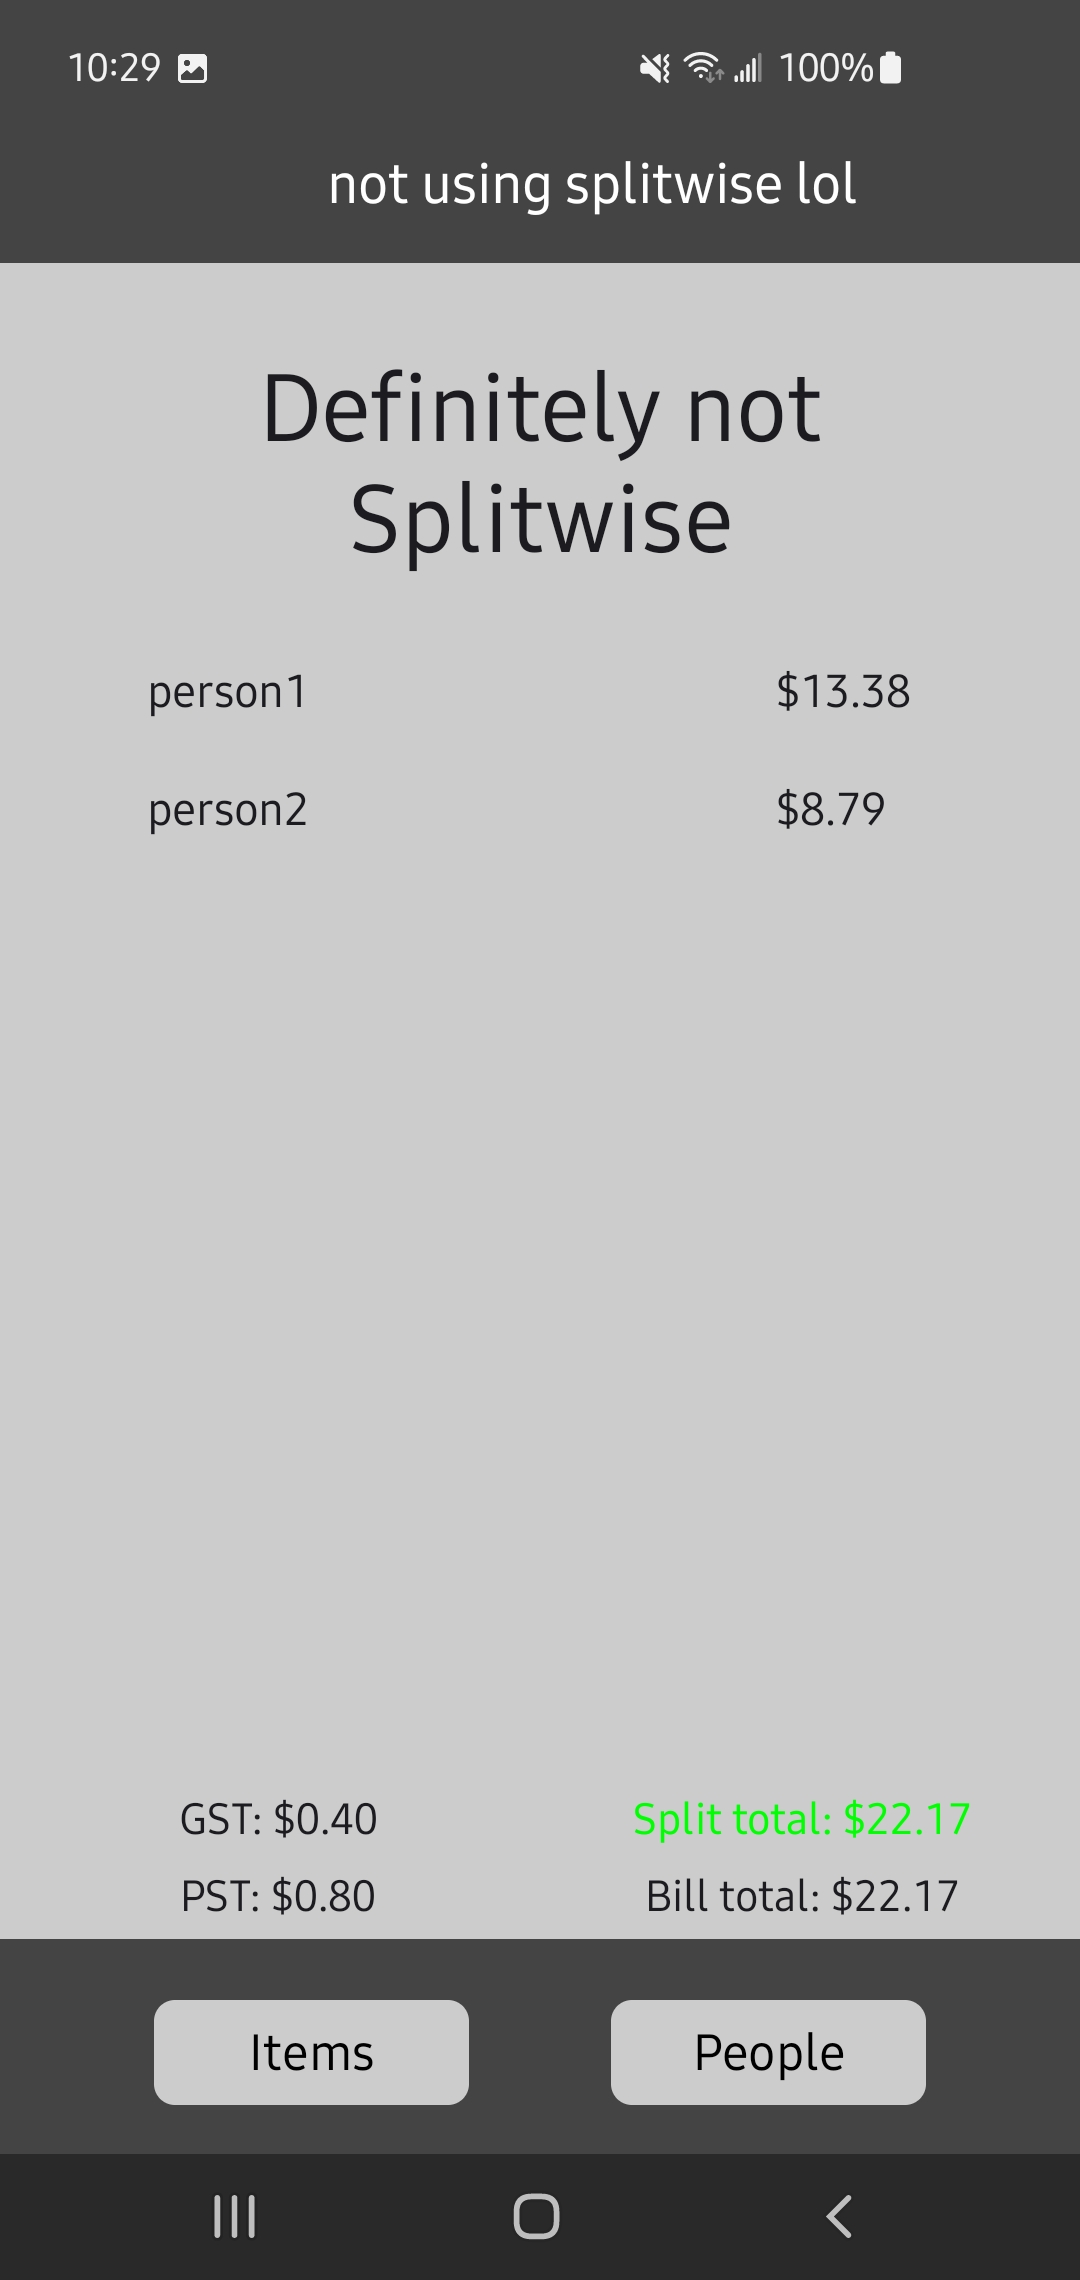 10:29
100%
not using splitwise lol
Definitely not
Splitwise
person1 $13.38
person2 $8.79
GST: $0.40 Split total: $22.17
PST: $0.80 Bill total: $22.17
Items People